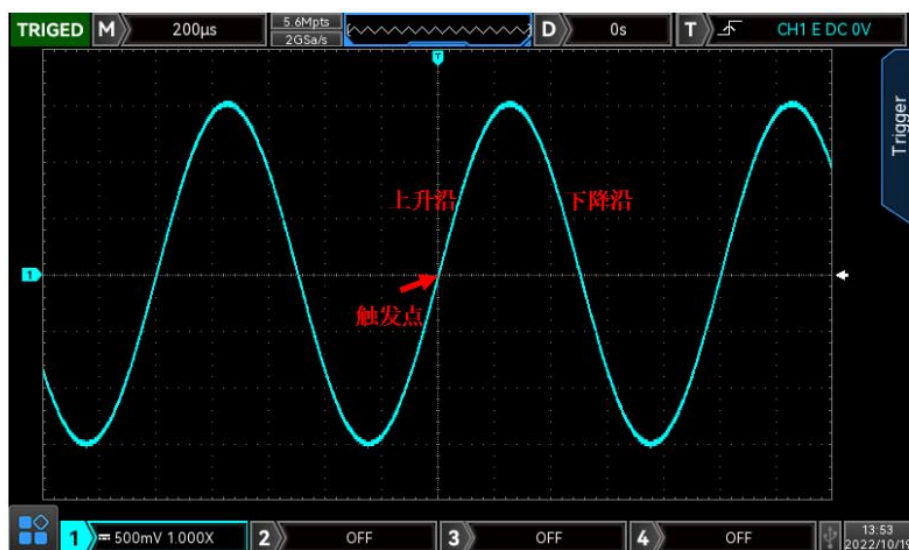 TRIGED M 200μs 5.6Mpts D 0s T CH1 E DC 0V
2GSa/s
T
Trigger
上升沿 下降沿
1
触发点
1 500mV 1.000X 2 OFF 3 OFF 4 OFF 13:53
2022/10/19